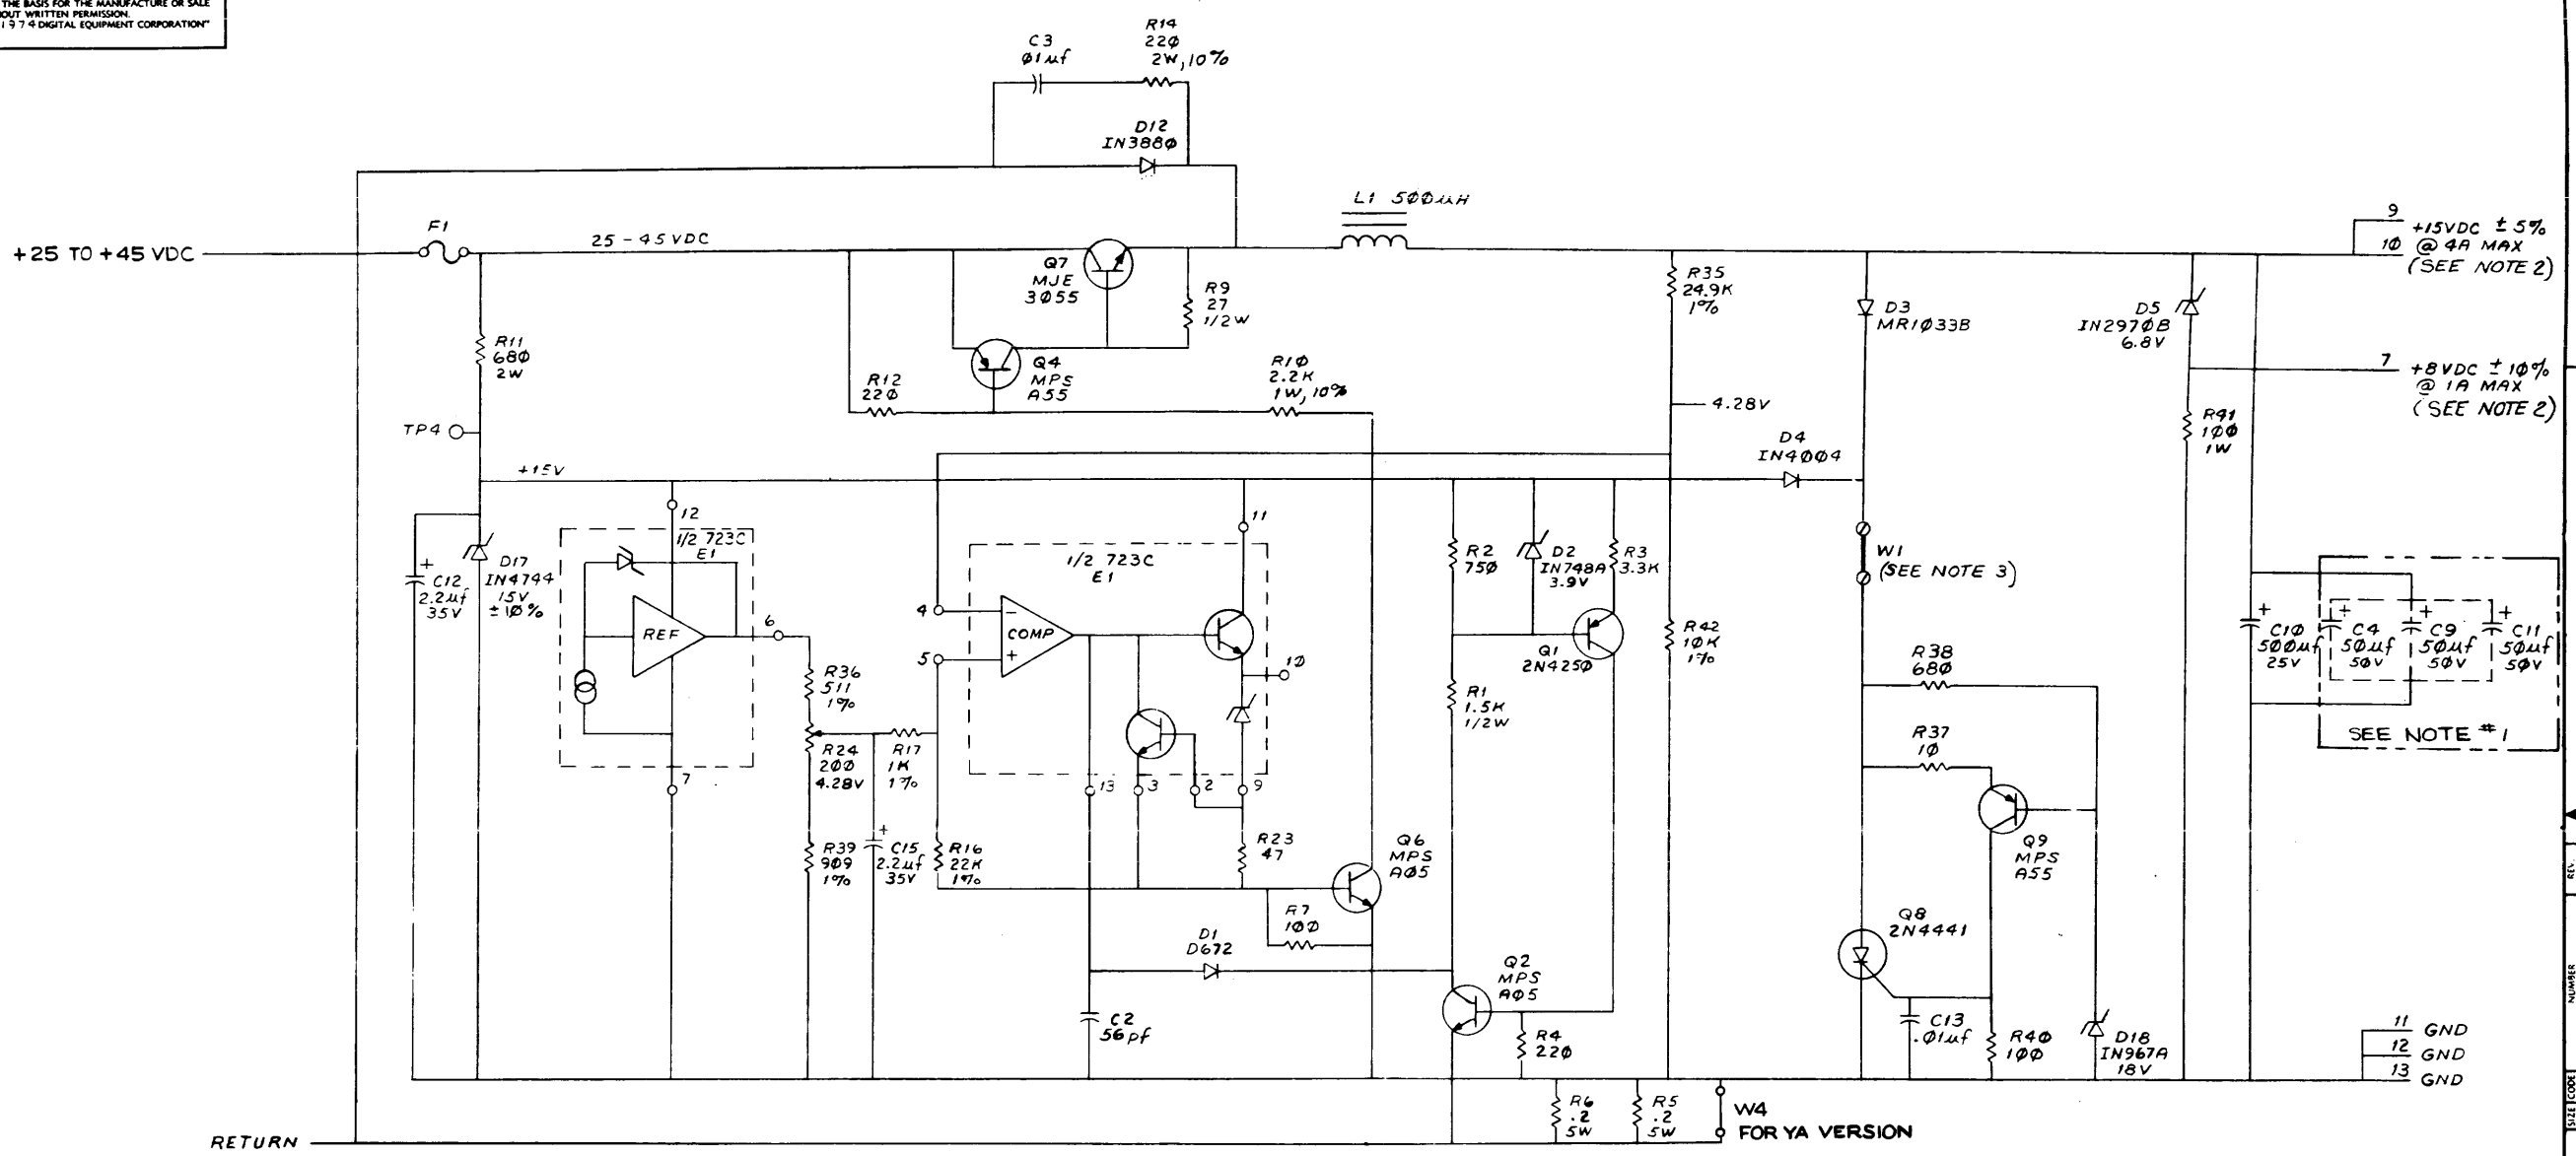 THE BASIS FOR THE MANUFACTURE OR SALE
OUT WRITTEN PERMISSION.
1974 DIGITAL EQUIPMENT CORPORATION"
C3
Ø1µf
R14
22Ø
2W,1Ø%
D12
IN388Ø
+25 TO +45 VDC
F1
25-45VDC
L1 5ØØµH
Q7
MJE
3Ø55
R9
27
1/2W
R11
68Ø
2W
Q4
MPS
A55
R12
22Ø
R1Ø
2.2K
1W,1Ø%
R35
24.9K
1%
4.28V
D3
MR1Ø33B
D5
IN297ØB
6.8V
9
1Ø
+15VDC ± 5%
@ 4A MAX
(SEE NOTE 2)
7
+8VDC ± 1Ø%
@ 1A MAX
(SEE NOTE 2)
R41
1ØØ
1W
TP4
+15V
D4
IN4ØØ4
12
1/2 723C
E1
REF
6
7
D17
IN4744
15V
±1Ø%
+
C12
2.2µf
35V
R36
511
1%
R24
2ØØ
4.28V
R17
1K
1%
R39
9Ø9
1%
+
C15
2.2µf
35V
R16
22K
1%
1/2 723C
E1
11
4
5
-
COMP
+
1Ø
13
3
2
9
R23
47
R2
75Ø
D2
IN748A
3.9V
R3
3.3K
Q1
2N425Ø
R1
1.5K
1/2W
R42
1ØK
1%
W1
(SEE NOTE 3)
R38
68Ø
R37
1Ø
Q9
MPS
A55
+
C1Ø
5ØØµf
25V
+
C4
5Øµf
5ØV
+
C9
5Øµf
5ØV
+
C11
5Øµf
5ØV
SEE NOTE #1
Q6
MPS
AØ5
R7
1ØØ
D1
D672
C2
56pf
Q2
MPS
AØ5
R4
22Ø
Q8
2N4441
C13
.Ø1µf
R4Ø
1ØØ
D18
IN967A
18V
11 GND
12 GND
13 GND
R6
.2
5W
R5
.2
5W
W4
FOR YA VERSION
RETURN
REV.
NUMBER
SIZE CODE